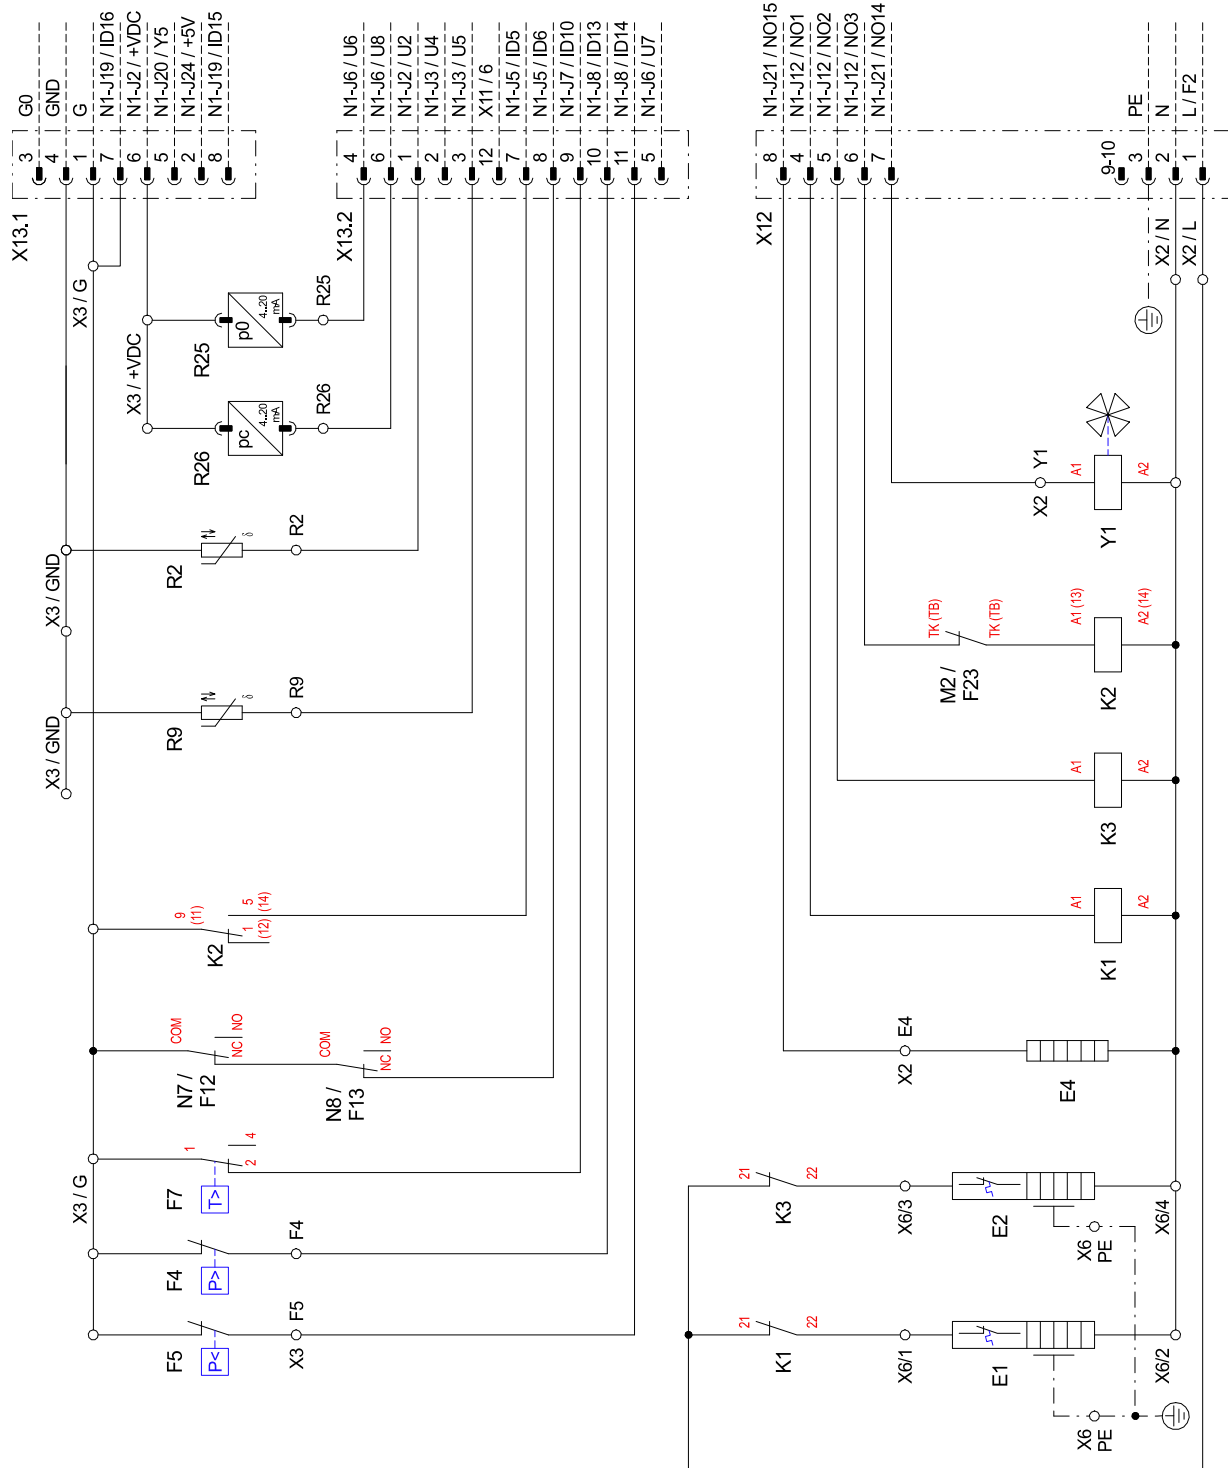 X13.1
3
G0
4
GND
1
G
7
N1-J19 / ID16
6
N1-J2 / +VDC
5
N1-J20 / Y5
2
N1-J24 / +5V
8
N1-J19 / ID15
X13.2
4
N1-J6 / U6
6
N1-J6 / U8
1
N1-J2 / U2
2
N1-J3 / U4
3
N1-J3 / U5
12
X11 / 6
7
N1-J5 / ID5
8
N1-J5 / ID6
9
N1-J7 / ID10
10
N1-J8 / ID13
11
N1-J8 / ID14
5
N1-J6 / U7
X12
8
N1-J21 / NO15
4
N1-J12 / NO1
5
N1-J12 / NO2
6
N1-J12 / NO3
7
N1-J21 / NO14
9-10
3
PE
2
N
1
L / F2
X3 / G
X3 / +VDC
R25
p0
4..20
mA
R25
R26
pc
4..20
mA
R26
X3 / GND
R2
δ
R2
X3 / GND
R9
δ
R9
K2
9
(11)
1
(12)
5
(14)
N7 /
F12
COM
NC
NO
N8 /
F13
COM
NC
NO
X3 / G
F7
T>
1
2
4
F4
P>
F4
F5
P<
F5
X3
X2 / N
X2 / L
X2
Y1
A1
A2
Y1
M2 /
F23
TK (TB)
TK (TB)
A1 (13)
A2 (14)
K2
A1
A2
K3
A1
A2
K1
X2
E4
E4
21
22
K3
X6/3
E2
X6/4
X6
PE
21
22
K1
X6/1
E1
X6/2
X6
PE